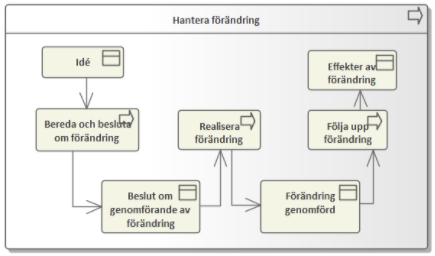 Hantera förändring
Idé
Bereda och besluta
om förändring
Beslut om
genomförande av
förändring
Realisera
förändring
Förändring
genomförd
Följa upp
förändring
Effekter av
förändring